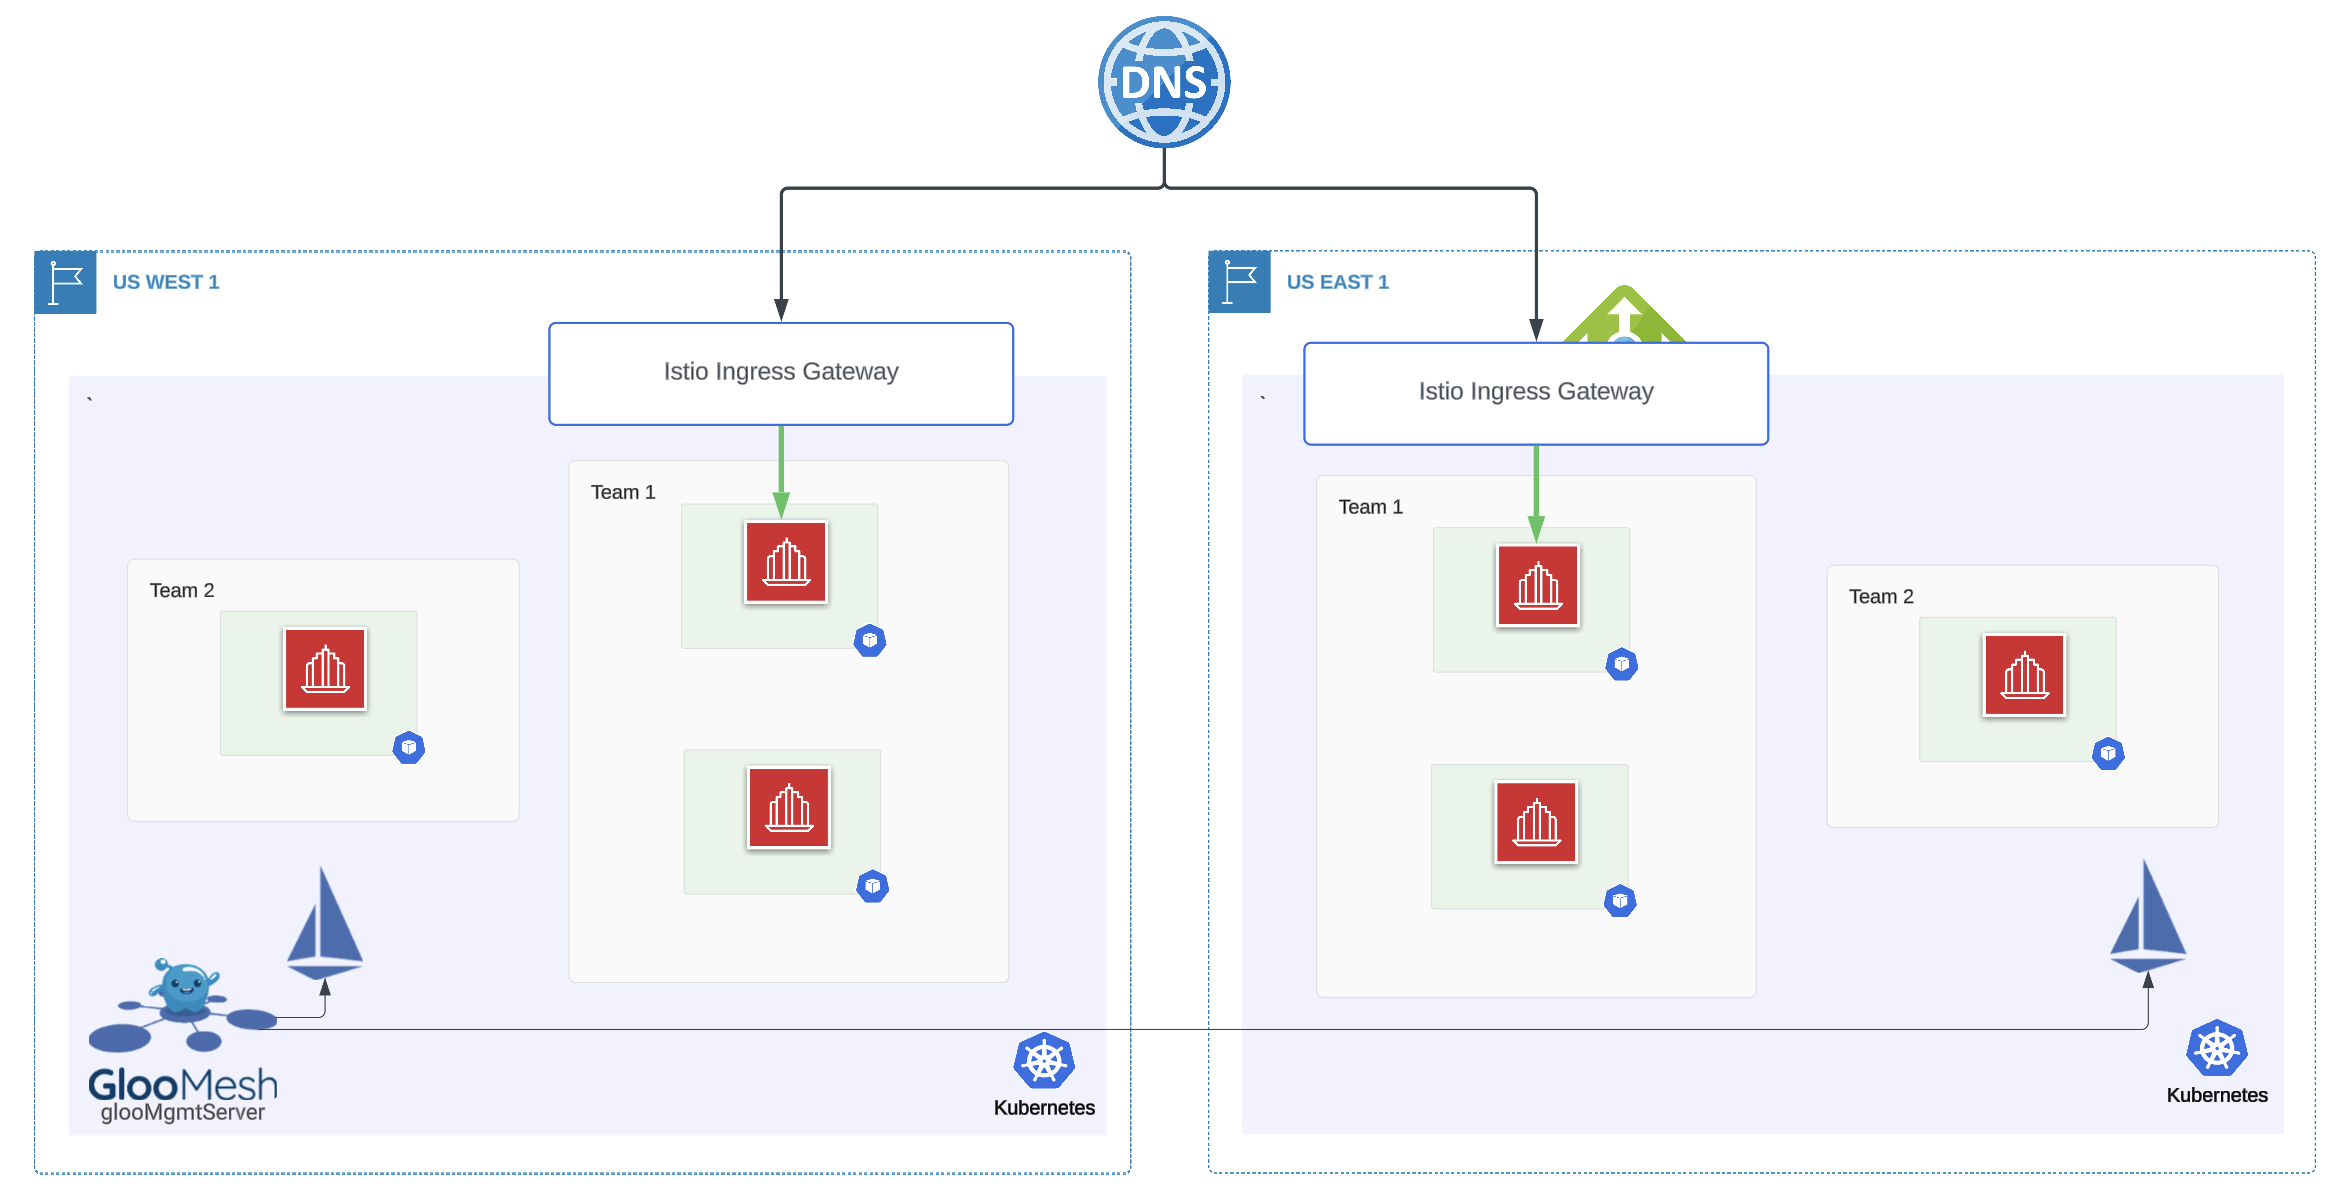 DNS
US WEST 1
US EAST 1
Istio Ingress Gateway
Istio Ingress Gateway
`
`
Team 1
Team 1
Team 2
Team 2
GlooMesh
glooMgmtServer
Kubernetes
Kubernetes